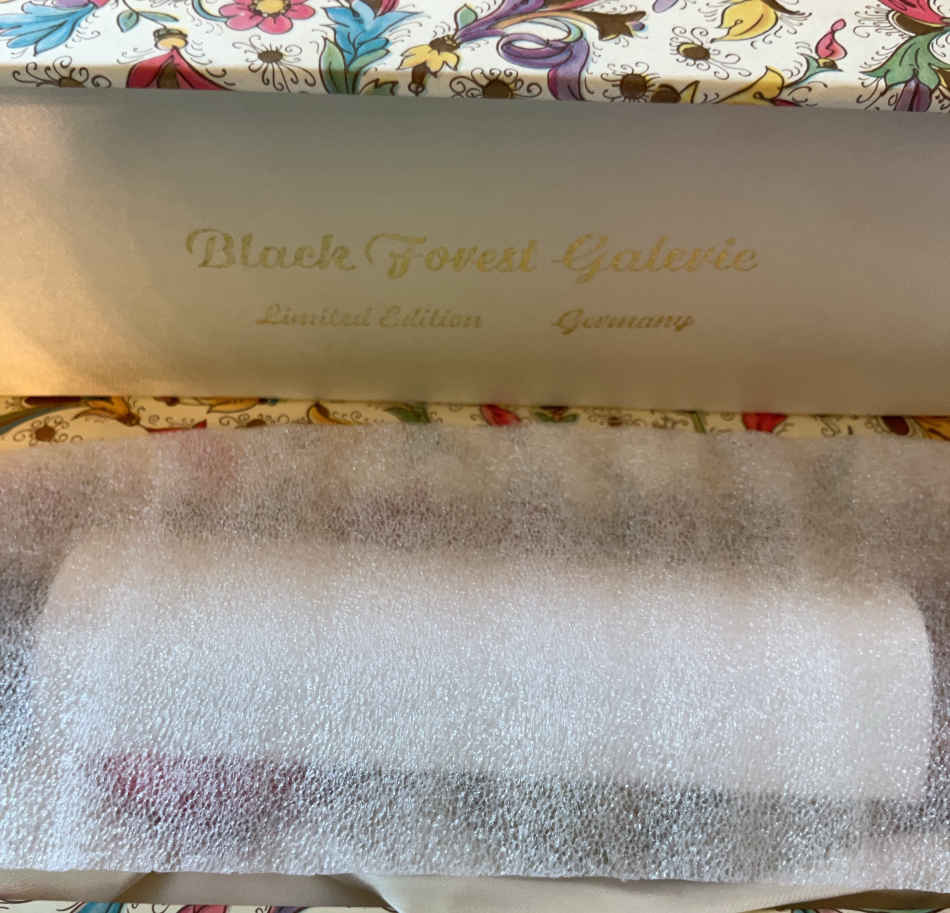 Black Forest Galerie
Limited Edition Germany